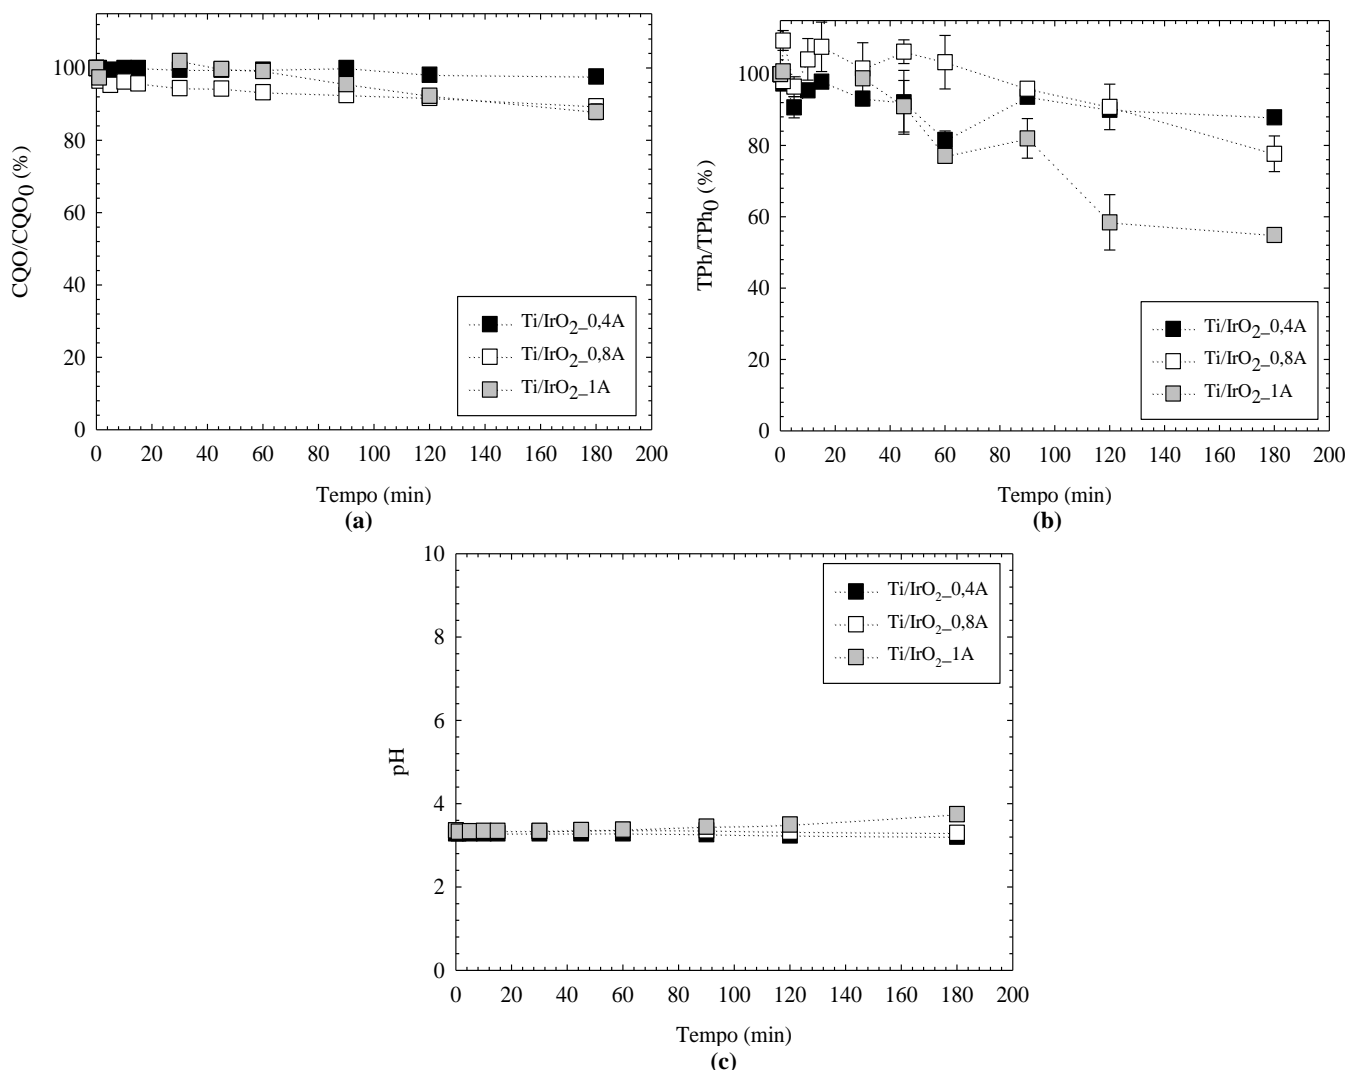 CQO/CQO0 (%)
100
80
60
40
20
0
0 20 40 60 80 100 120 140 160 180 200
Tempo (min)
Ti/IrO2_0,4A
Ti/IrO2_0,8A
Ti/IrO2_1A
(a)
TPh/TPh0 (%)
100
80
60
40
20
0
0 20 40 60 80 100 120 140 160 180 200
Tempo (min)
Ti/IrO2_0,4A
Ti/IrO2_0,8A
Ti/IrO2_1A
(b)
pH
10
8
6
4
2
0
0 20 40 60 80 100 120 140 160 180 200
Tempo (min)
Ti/IrO2_0,4A
Ti/IrO2_0,8A
Ti/IrO2_1A
(c)